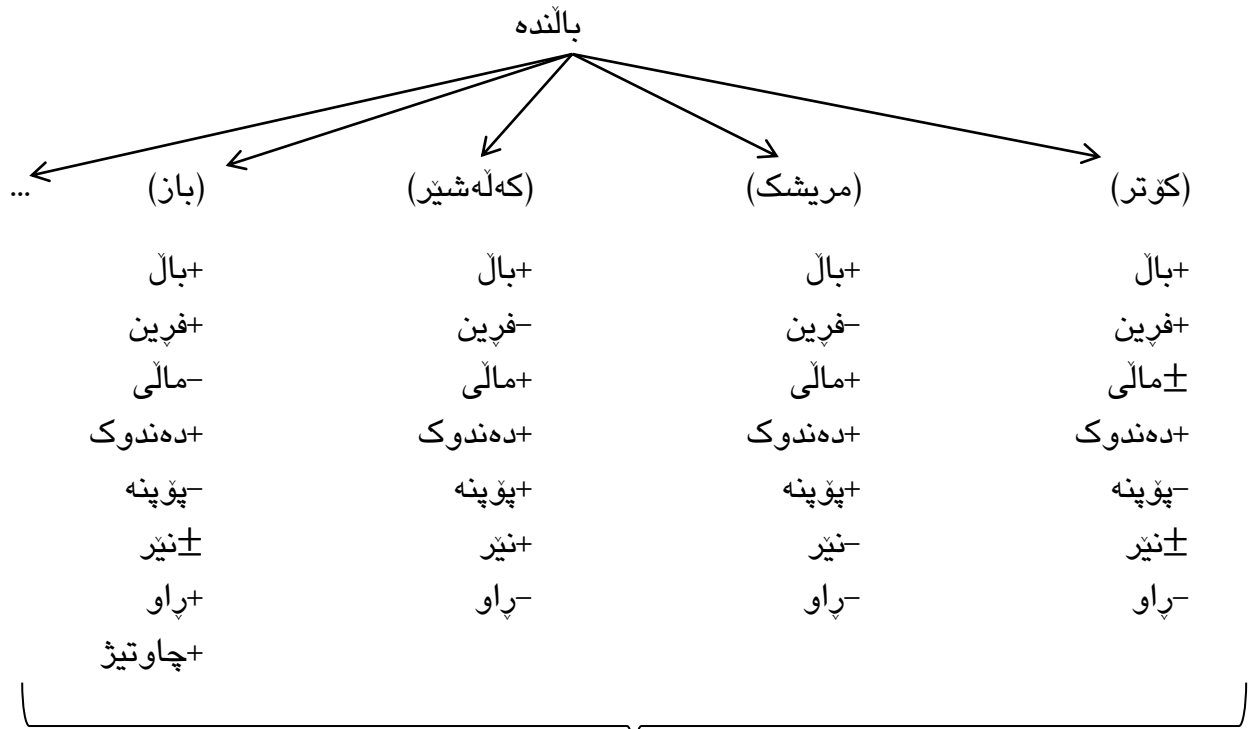 باڵندە
(کۆتر) (مریشک) (کەڵەشێر) (باز) ...
+باڵ +باڵ +باڵ +باڵ
+فڕین –فڕین –فڕین +فڕین
±ماڵی +ماڵی +ماڵی –ماڵی
+دەندوک +دەندوک +دەندوک +دەندوک
–پۆپنە +پۆپنە +پۆپنە –پۆپنە
±نێر –نێر +نێر ±نێر
–ڕاو –ڕاو –ڕاو +ڕاو
+چاوتیژ